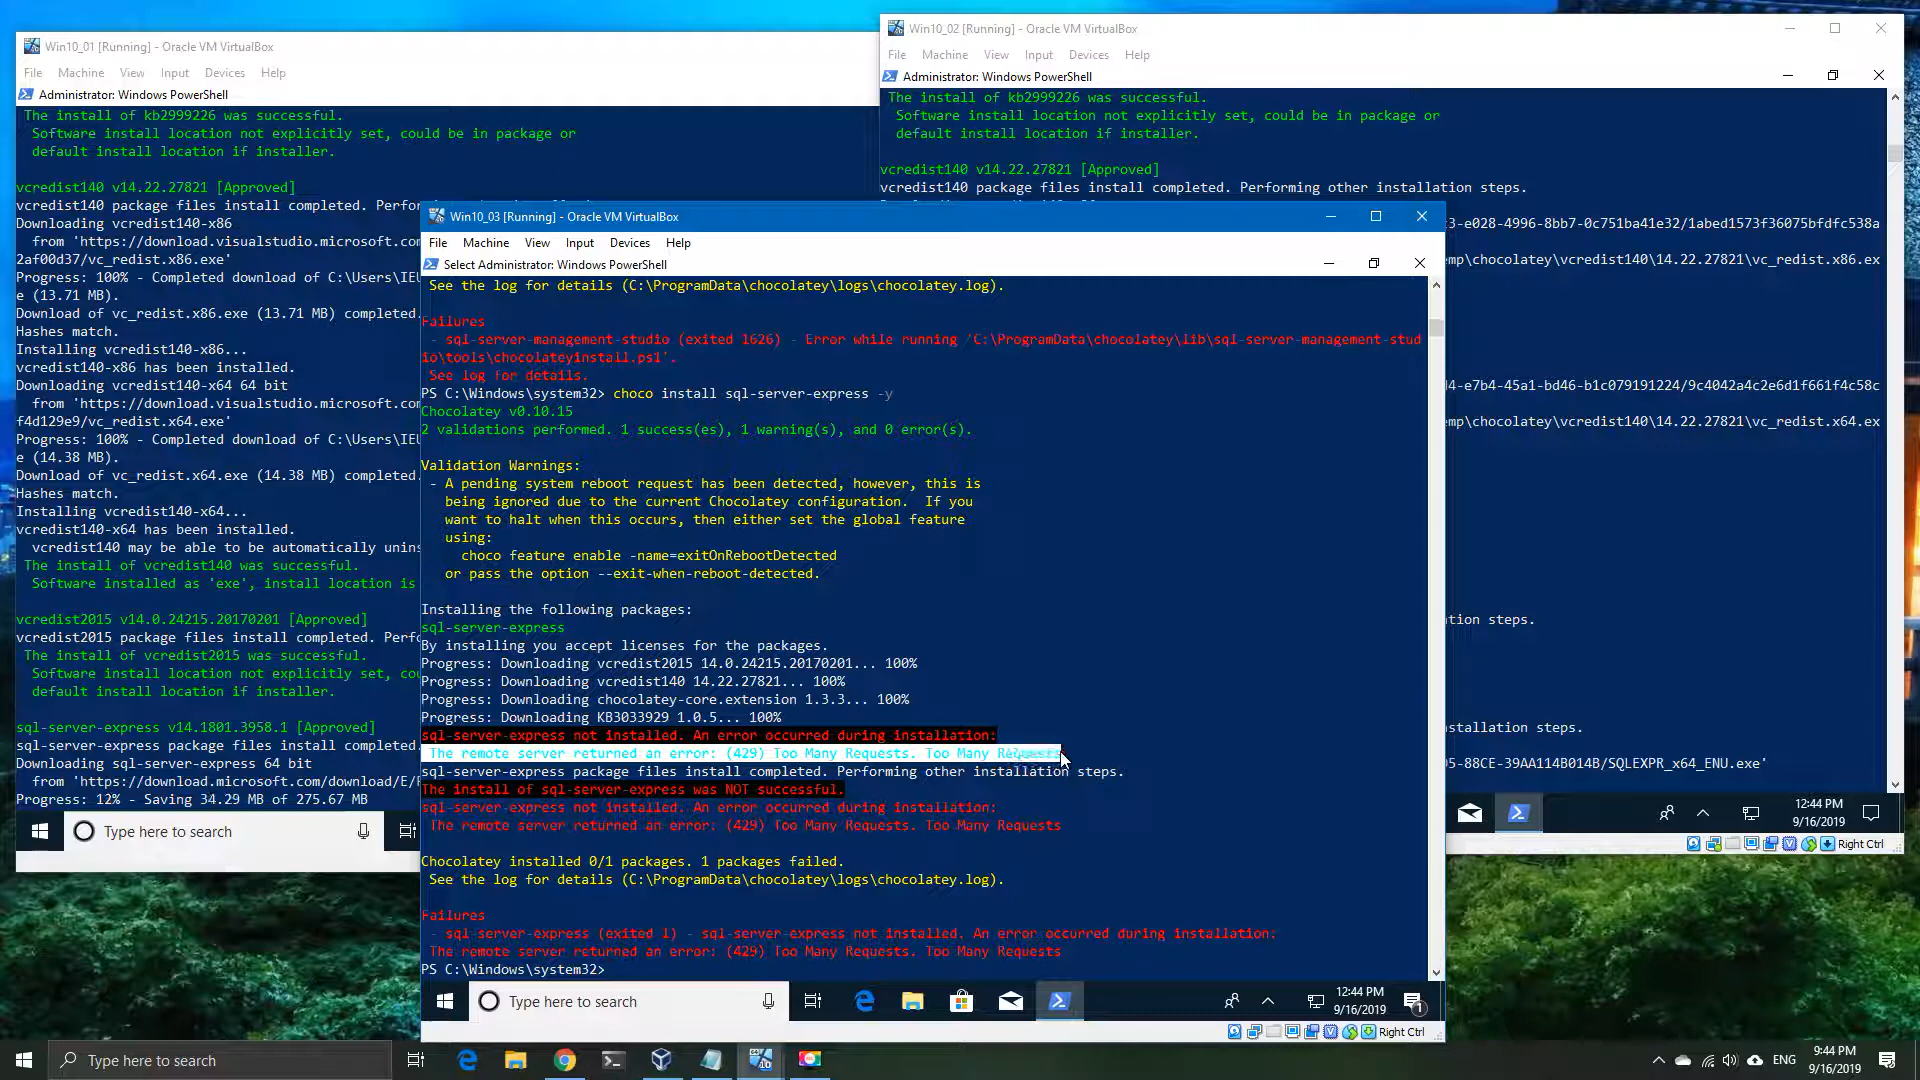 Win10_01 [Running] - Oracle VM VirtualBox
File Machine View Input Devices Help
Administrator: Windows PowerShell
The install of kb2999226 was successful.
Software install location not explicitly set, could be in package or
default install location if installer.
vcredist140 v14.22.27821 [Approved]
vcredist140 package files install completed. Perfor
Downloading vcredist140-x86
from 'https://download.visualstudio.microsoft.com
2af00d37/vc_redist.x86.exe'
Progress: 100% - Completed download of C:\Users\IEU
e (13.71 MB).
Download of vc_redist.x86.exe (13.71 MB) completed.
Hashes match.
Installing vcredist140-x86...
vcredist140-x86 has been installed.
Downloading vcredist140-x64 64 bit
from 'https://download.visualstudio.microsoft.com
f4d129e9/vc_redist.x64.exe'
Progress: 100% - Completed download of C:\Users\IEU
e (14.38 MB).
Download of vc_redist.x64.exe (14.38 MB) completed.
Hashes match.
Installing vcredist140-x64...
vcredist140-x64 has been installed.
vcredist140 may be able to be automatically unins
The install of vcredist140 was successful.
Software installed as 'exe', install location is
vcredist2015 v14.0.24215.20170201 [Approved]
vcredist2015 package files install completed. Perfo
The install of vcredist2015 was successful.
Software install location not explicitly set, cou
default install location if installer.
sql-server-express v14.1801.3958.1 [Approved]
sql-server-express package files install completed.
Downloading sql-server-express 64 bit
from 'https://download.microsoft.com/download/E/F
Progress: 12% - Saving 34.29 MB of 275.67 MB
Type here to search
Win10_02 [Running] - Oracle VM VirtualBox
File Machine View Input Devices Help
Administrator: Windows PowerShell
The install of kb2999226 was successful.
Software install location not explicitly set, could be in package or
default install location if installer.
vcredist140 v14.22.27821 [Approved]
vcredist140 package files install completed. Performing other installation steps.
3-e028-4996-8bb7-0c751ba41e32/1abed1573f36075bfdfc538a
mp\chocolatey\vcredist140\14.22.27821\vc_redist.x86.ex
4-e7b4-45a1-bd46-b1c079191224/9c4042a4c2e6d1f661f4c58c
mp\chocolatey\vcredist140\14.22.27821\vc_redist.x64.ex
tion steps.
stallation steps.
5-88CE-39AA114B014B/SQLEXPR_x64_ENU.exe'
12:44 PM
9/16/2019
Right Ctrl
Win10_03 [Running] - Oracle VM VirtualBox
File Machine View Input Devices Help
Select Administrator: Windows PowerShell
See the log for details (C:\ProgramData\chocolatey\logs\chocolatey.log).
Failures
- sql-server-management-studio (exited 1626) - Error while running 'C:\ProgramData\chocolatey\lib\sql-server-management-stud
io\tools\chocolateyinstall.ps1'.
See log for details.
PS C:\Windows\system32> choco install sql-server-express -y
Chocolatey v0.10.15
2 validations performed. 1 success(es), 1 warning(s), and 0 error(s).
Validation Warnings:
- A pending system reboot request has been detected, however, this is
being ignored due to the current Chocolatey configuration. If you
want to halt when this occurs, then either set the global feature
using:
choco feature enable -name=exitOnRebootDetected
or pass the option --exit-when-reboot-detected.
Installing the following packages:
sql-server-express
By installing you accept licenses for the packages.
Progress: Downloading vcredist2015 14.0.24215.20170201... 100%
Progress: Downloading vcredist140 14.22.27821... 100%
Progress: Downloading chocolatey-core.extension 1.3.3... 100%
Progress: Downloading KB3033929 1.0.5... 100%
sql-server-express not installed. An error occurred during installation:
The remote server returned an error: (429) Too Many Requests. Too Many Requests
sql-server-express package files install completed. Performing other installation steps.
The install of sql-server-express was NOT successful.
sql-server-express not installed. An error occurred during installation:
The remote server returned an error: (429) Too Many Requests. Too Many Requests
Chocolatey installed 0/1 packages. 1 packages failed.
See the log for details (C:\ProgramData\chocolatey\logs\chocolatey.log).
Failures
- sql-server-express (exited 1) - sql-server-express not installed. An error occurred during installation:
The remote server returned an error: (429) Too Many Requests. Too Many Requests
PS C:\Windows\system32>
Type here to search
12:44 PM
9/16/2019
1
Right Ctrl
Type here to search
ENG
9:44 PM
9/16/2019